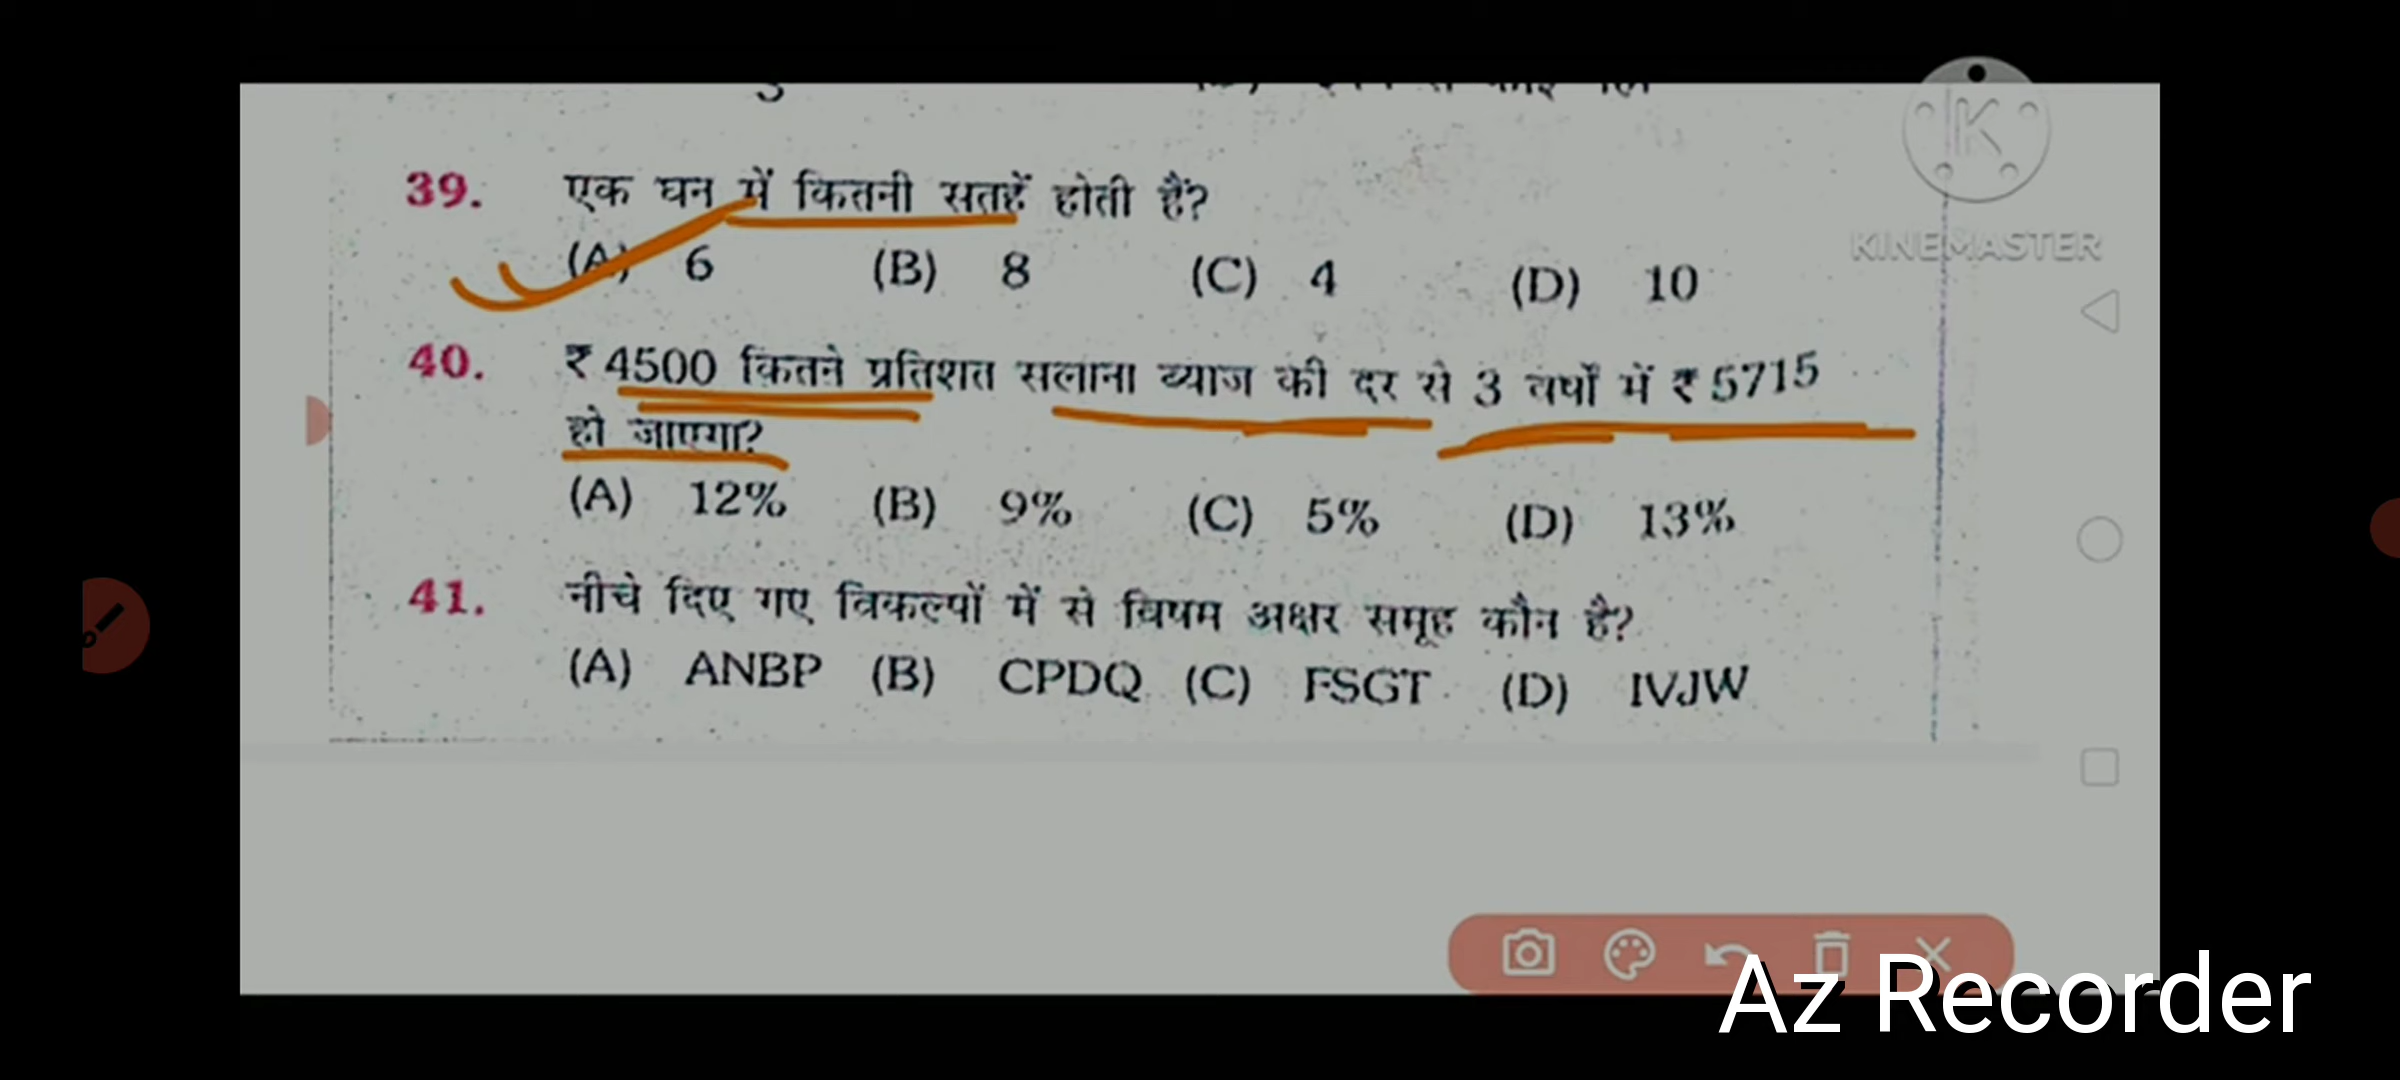 39. एक घन में कितनी सतहें होती हैं?
(A) 6 (B) 8 (C) 4 (D) 10
40. ₹ 4500 कितने प्रतिशत सलाना ब्याज की दर से 3 वर्षों में ₹ 5715
हो जाएगा?
(A) 12% (B) 9% (C) 5% (D) 13%
41. नीचे दिए गए विकल्पों में से विषम अक्षर समूह कौन है?
(A) ANBP (B) CPDQ (C) FSGT (D) IVJW
K
KINEMASTER
Az Recorder